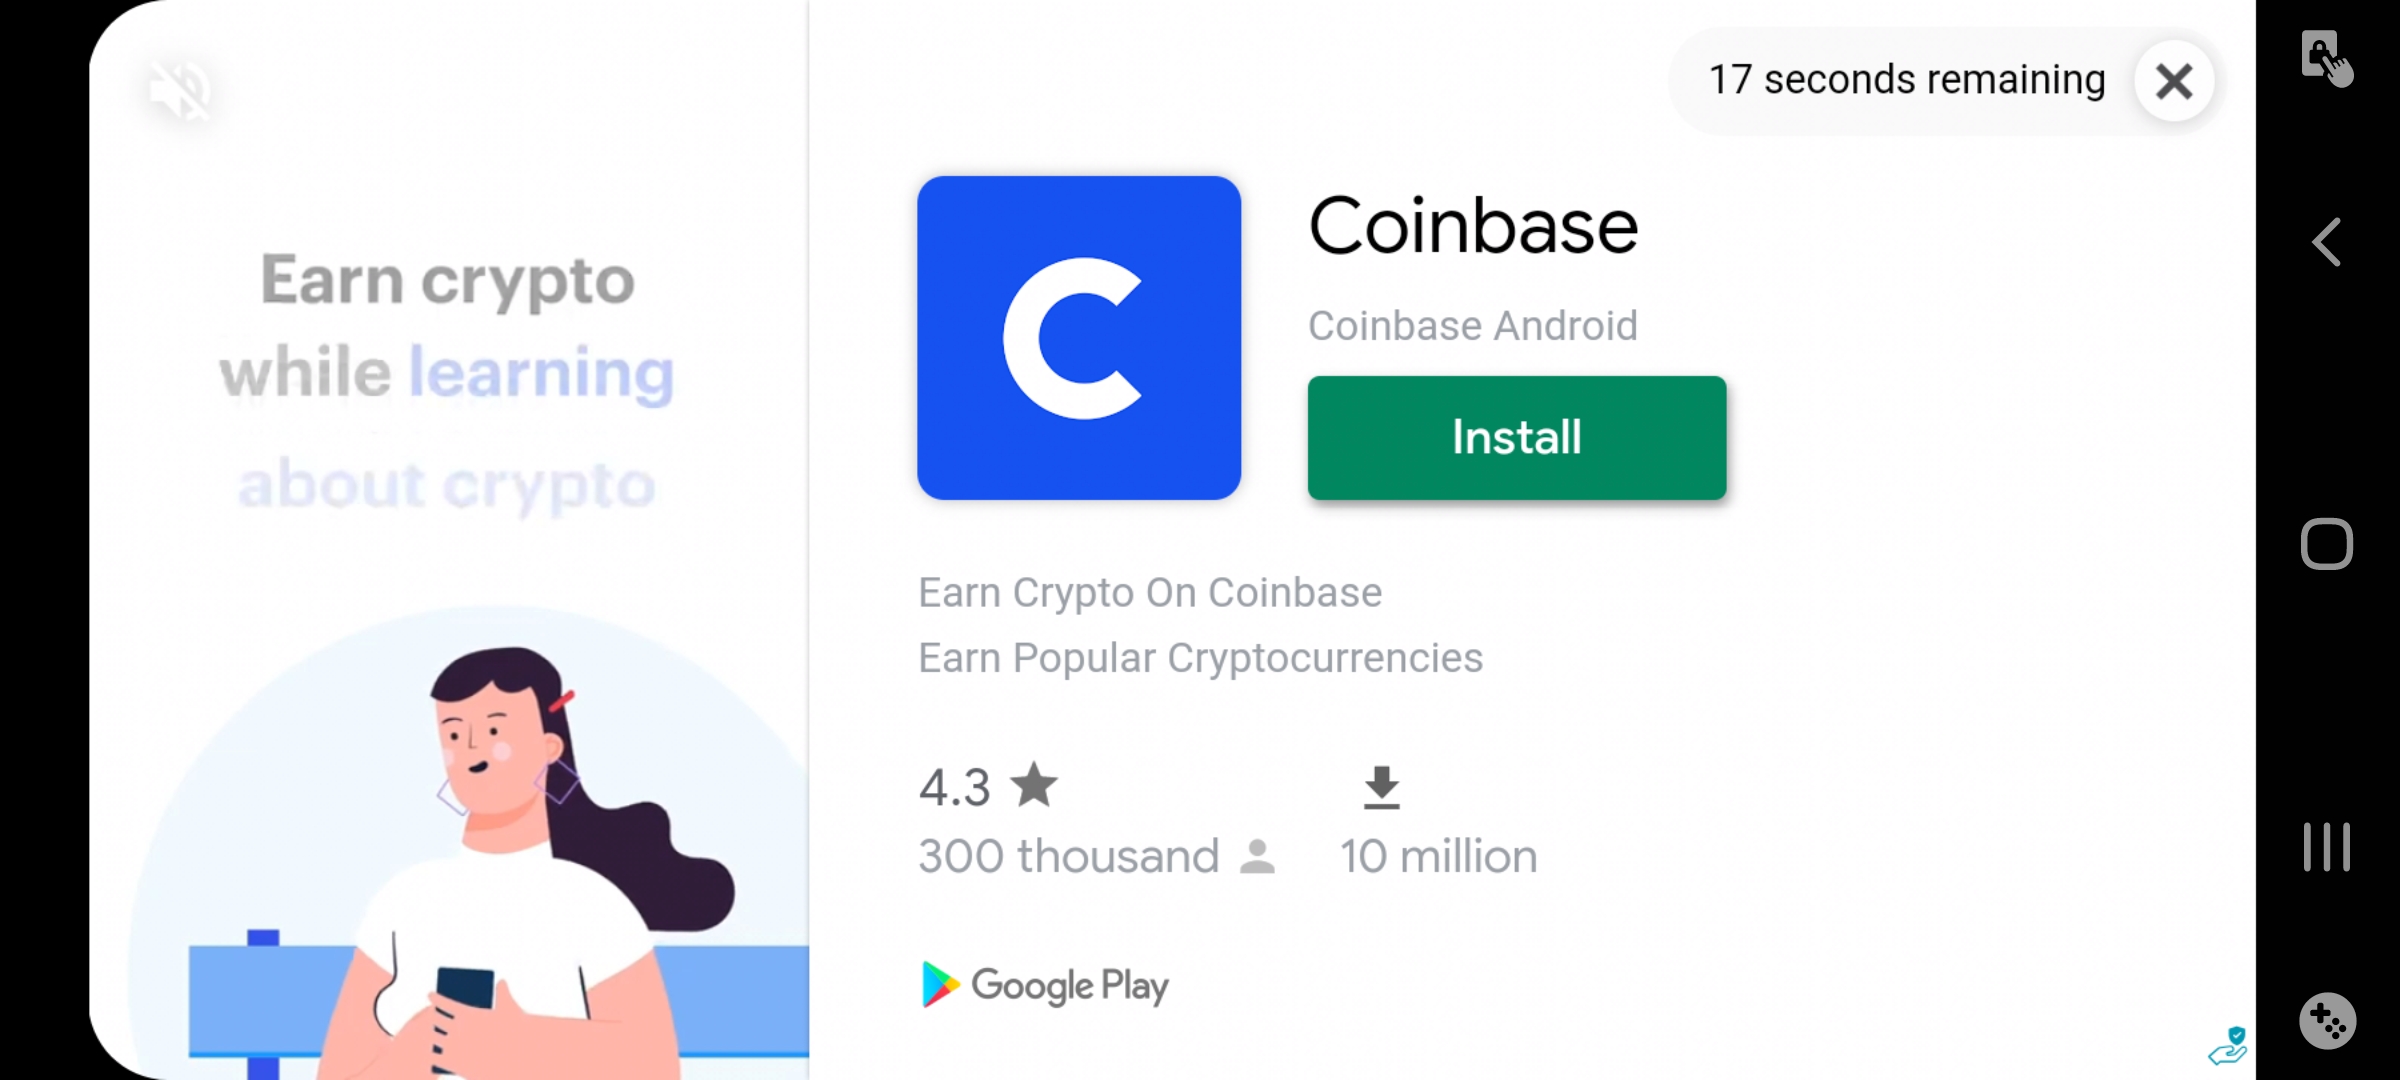 Earn crypto
while learning
about crypto
17 seconds remaining
Coinbase
Coinbase Android
Install
Earn Crypto On Coinbase
Earn Popular Cryptocurrencies
4.3
300 thousand
10 million
Google Play